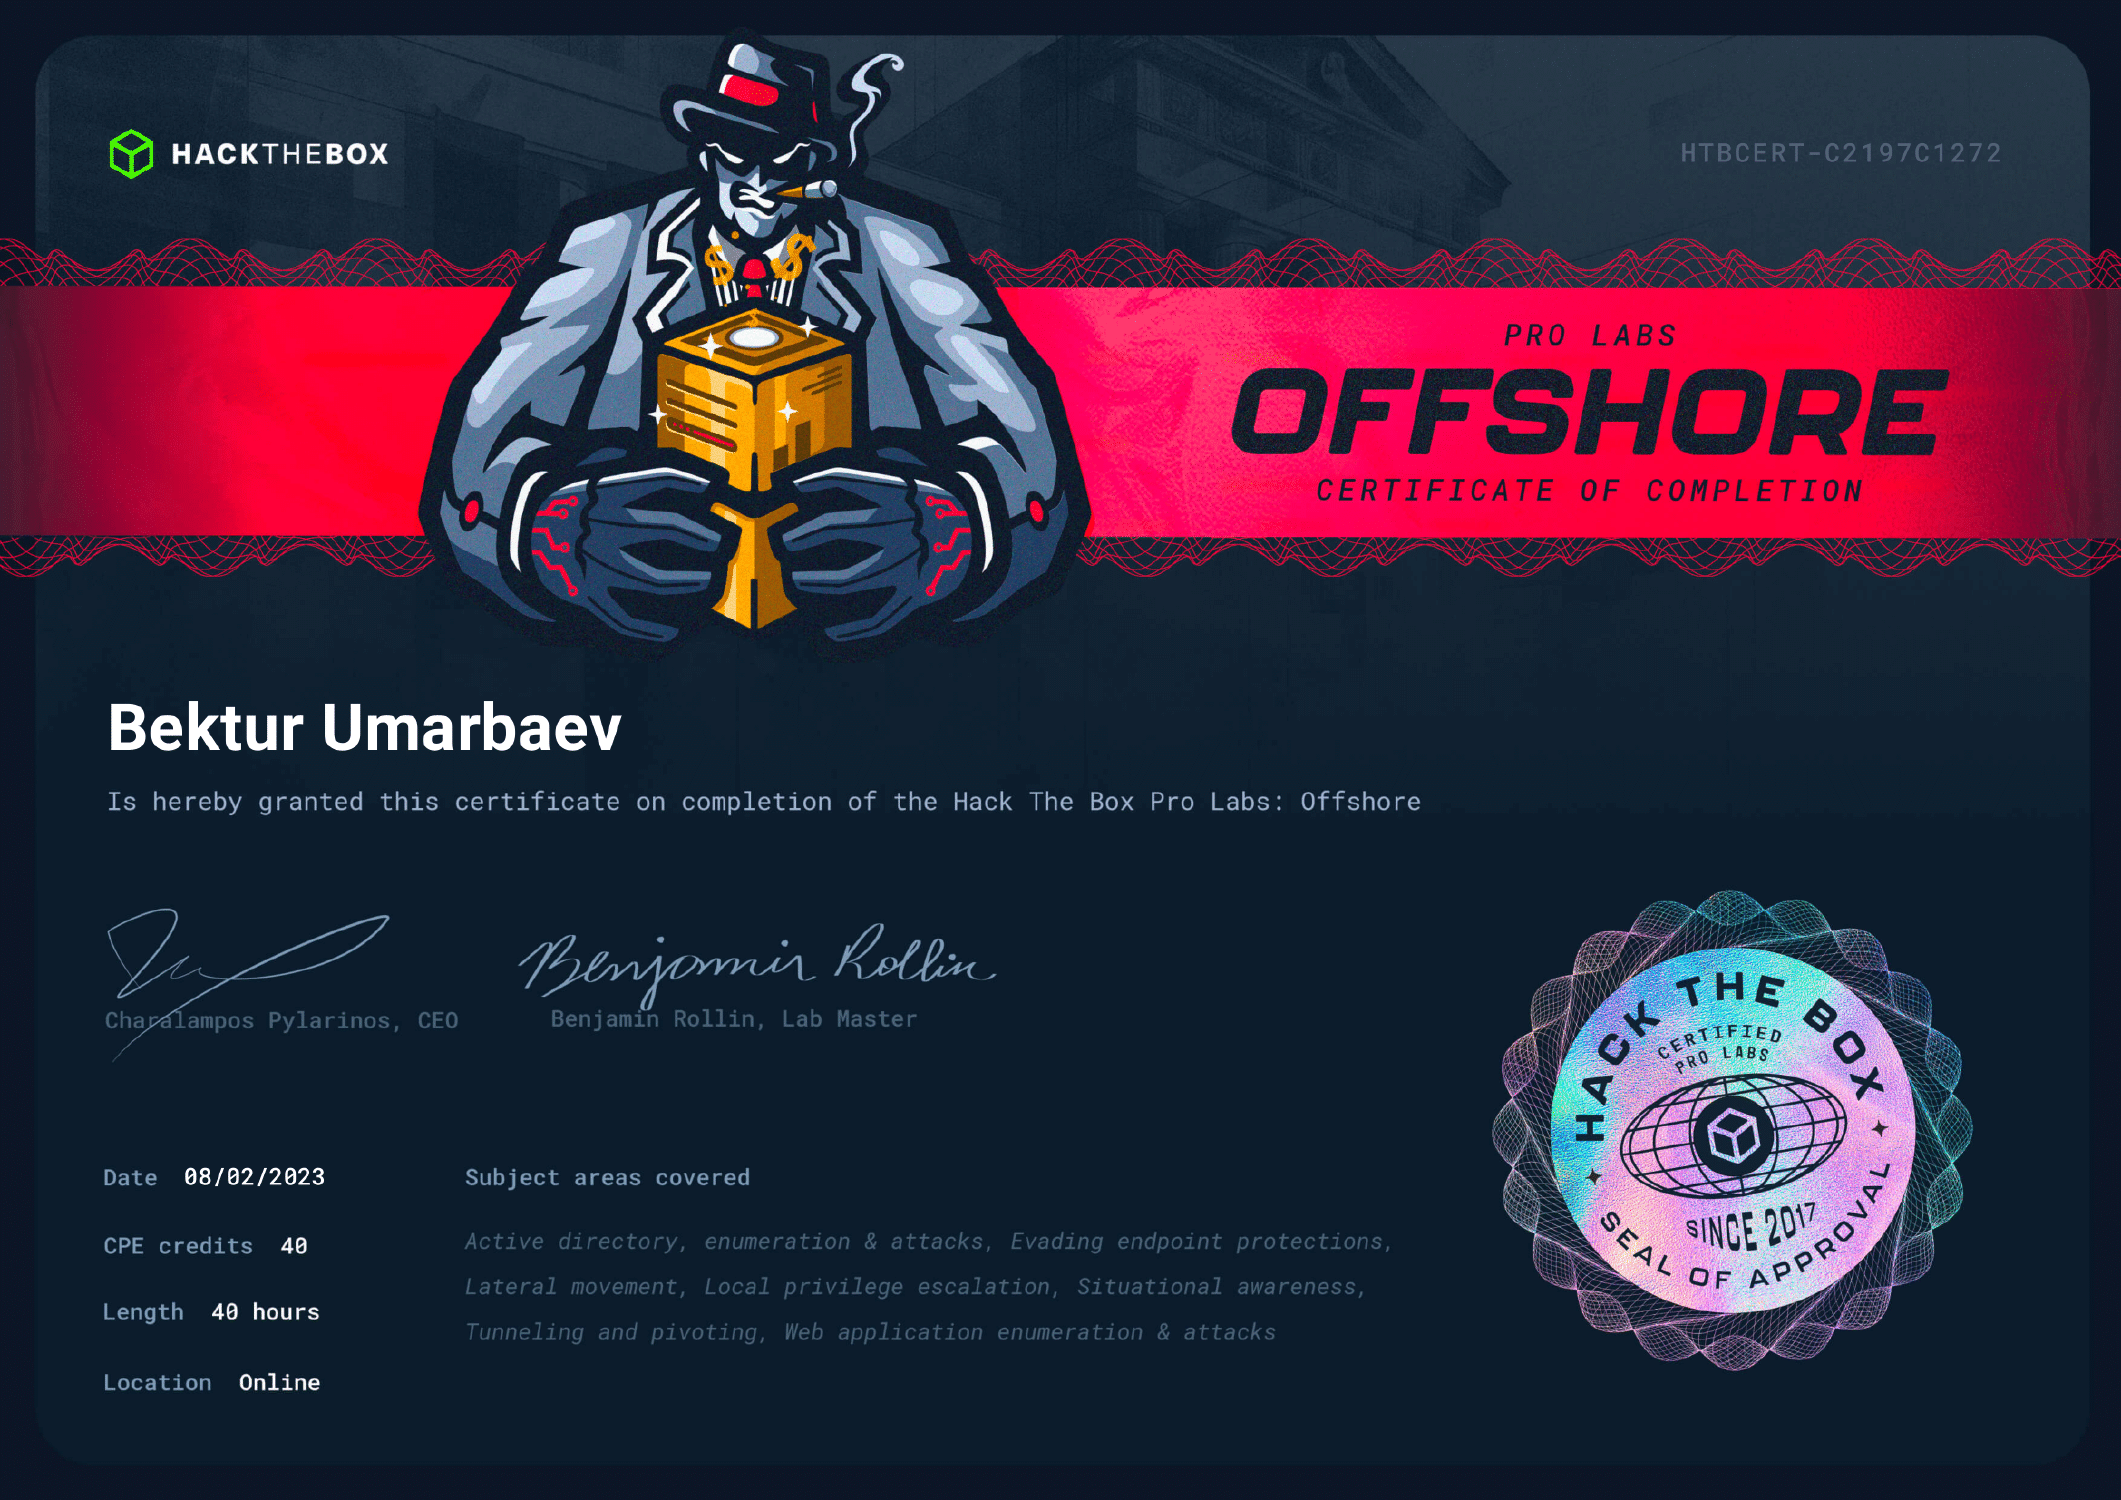 HACKTHEBOX
HTBCERT-C2197C1272
PRO LABS
OFFSHORE
CERTIFICATE OF COMPLETION
Bektur Umarbaev
Is hereby granted this certificate on completion of the Hack The Box Pro Labs: Offshore
Benjamin Rollin
Charalampos Pylarinos, CEO
Benjamin Rollin, Lab Master
Date 08/02/2023
CPE credits 40
Length 40 hours
Location Online
Subject areas covered
Active directory, enumeration & attacks, Evading endpoint protections,
Lateral movement, Local privilege escalation, Situational awareness,
Tunneling and pivoting, Web application enumeration & attacks
HACK THE BOX
CERTIFIED
PRO LABS
SINCE 2017
SEAL OF APPROVAL